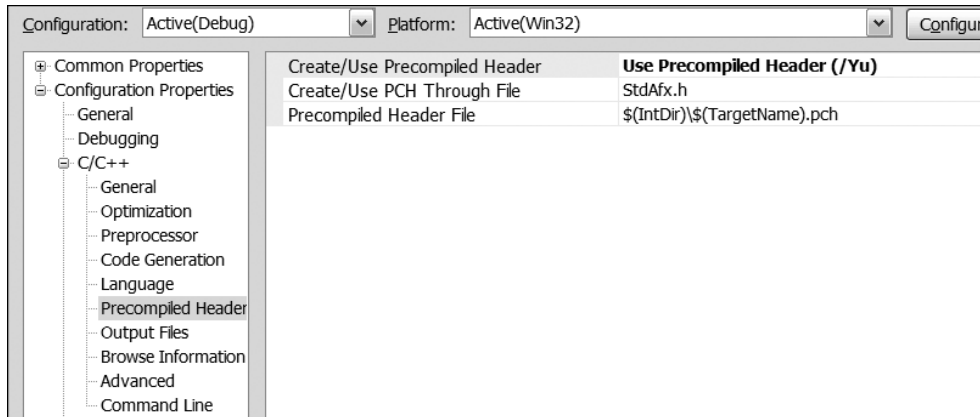 Configuration: Active(Debug) Platform: Active(Win32) Configur
Common Properties
Configuration Properties
General
Debugging
C/C++
General
Optimization
Preprocessor
Code Generation
Language
Precompiled Header
Output Files
Browse Information
Advanced
Command Line
Create/Use Precompiled Header Use Precompiled Header (/Yu)
Create/Use PCH Through File StdAfx.h
Precompiled Header File $(IntDir)\$(TargetName).pch